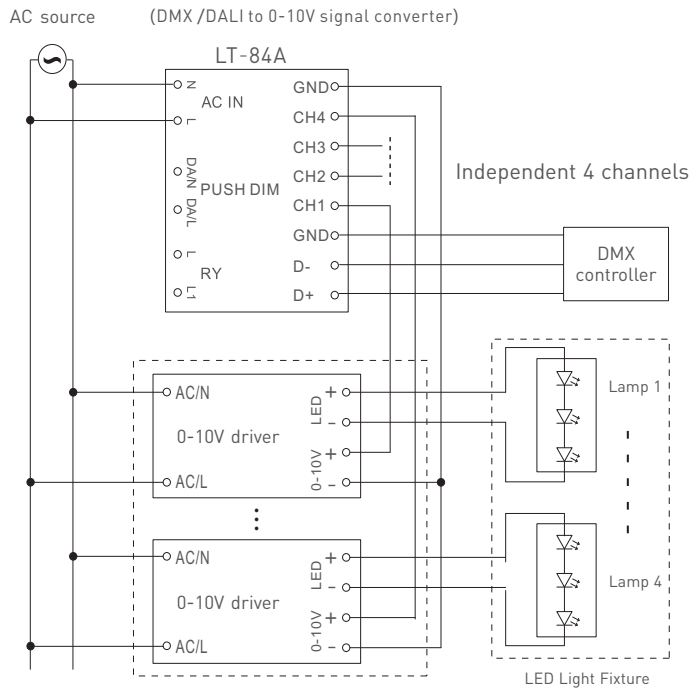 AC source
(DMX /DALI to 0-10V signal converter)
LT-84A
N
AC IN
L
DA/N
PUSH DIM
DA/L
L
RY
L1
GND
CH4
CH3
CH2
CH1
GND
D-
D+
Independent 4 channels
DMX
controller
AC/N
0-10V driver
AC/L
+
LED
-
+
0-10V
-
Lamp 1
AC/N
0-10V driver
AC/L
+
LED
-
+
0-10V
-
Lamp 4
LED Light Fixture